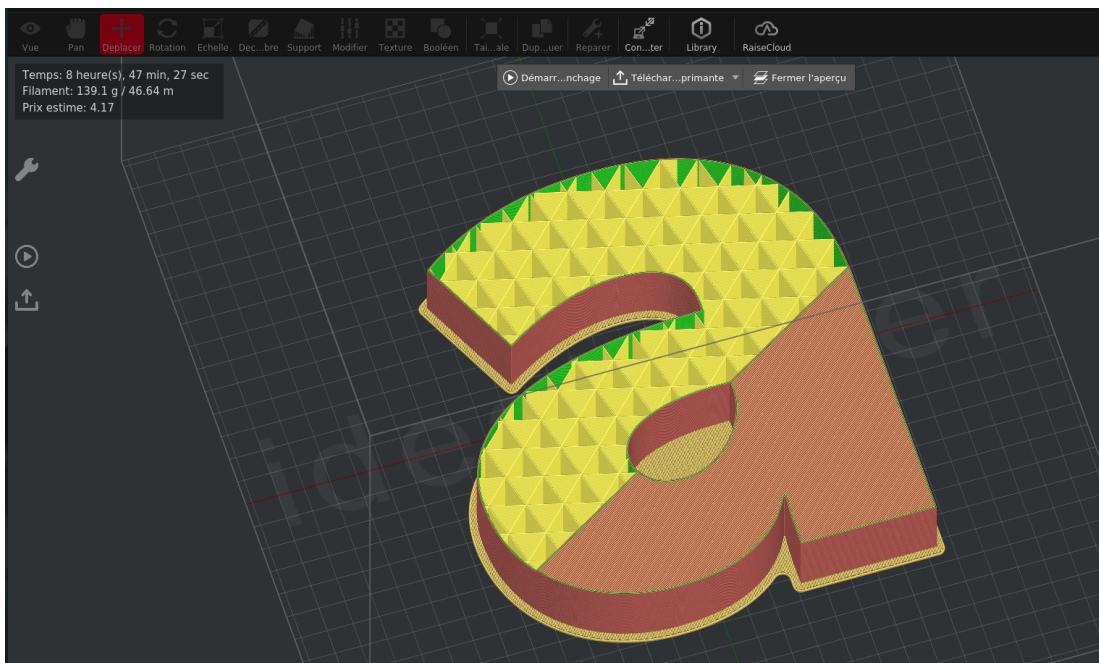 Vue
Pan
Deplacer
Rotation
Echelle
Dec...bre
Support
Modifier
Texture
Booléen
Tai...ale
Dup...uer
Reparer
Con...ter
Library
RaiseCloud
Temps: 8 heure(s), 47 min, 27 sec
Filament: 139.1 g / 46.64 m
Prix estime: 4.17
Démarr...nchage
Téléchar...primante
Fermer l'aperçu
a